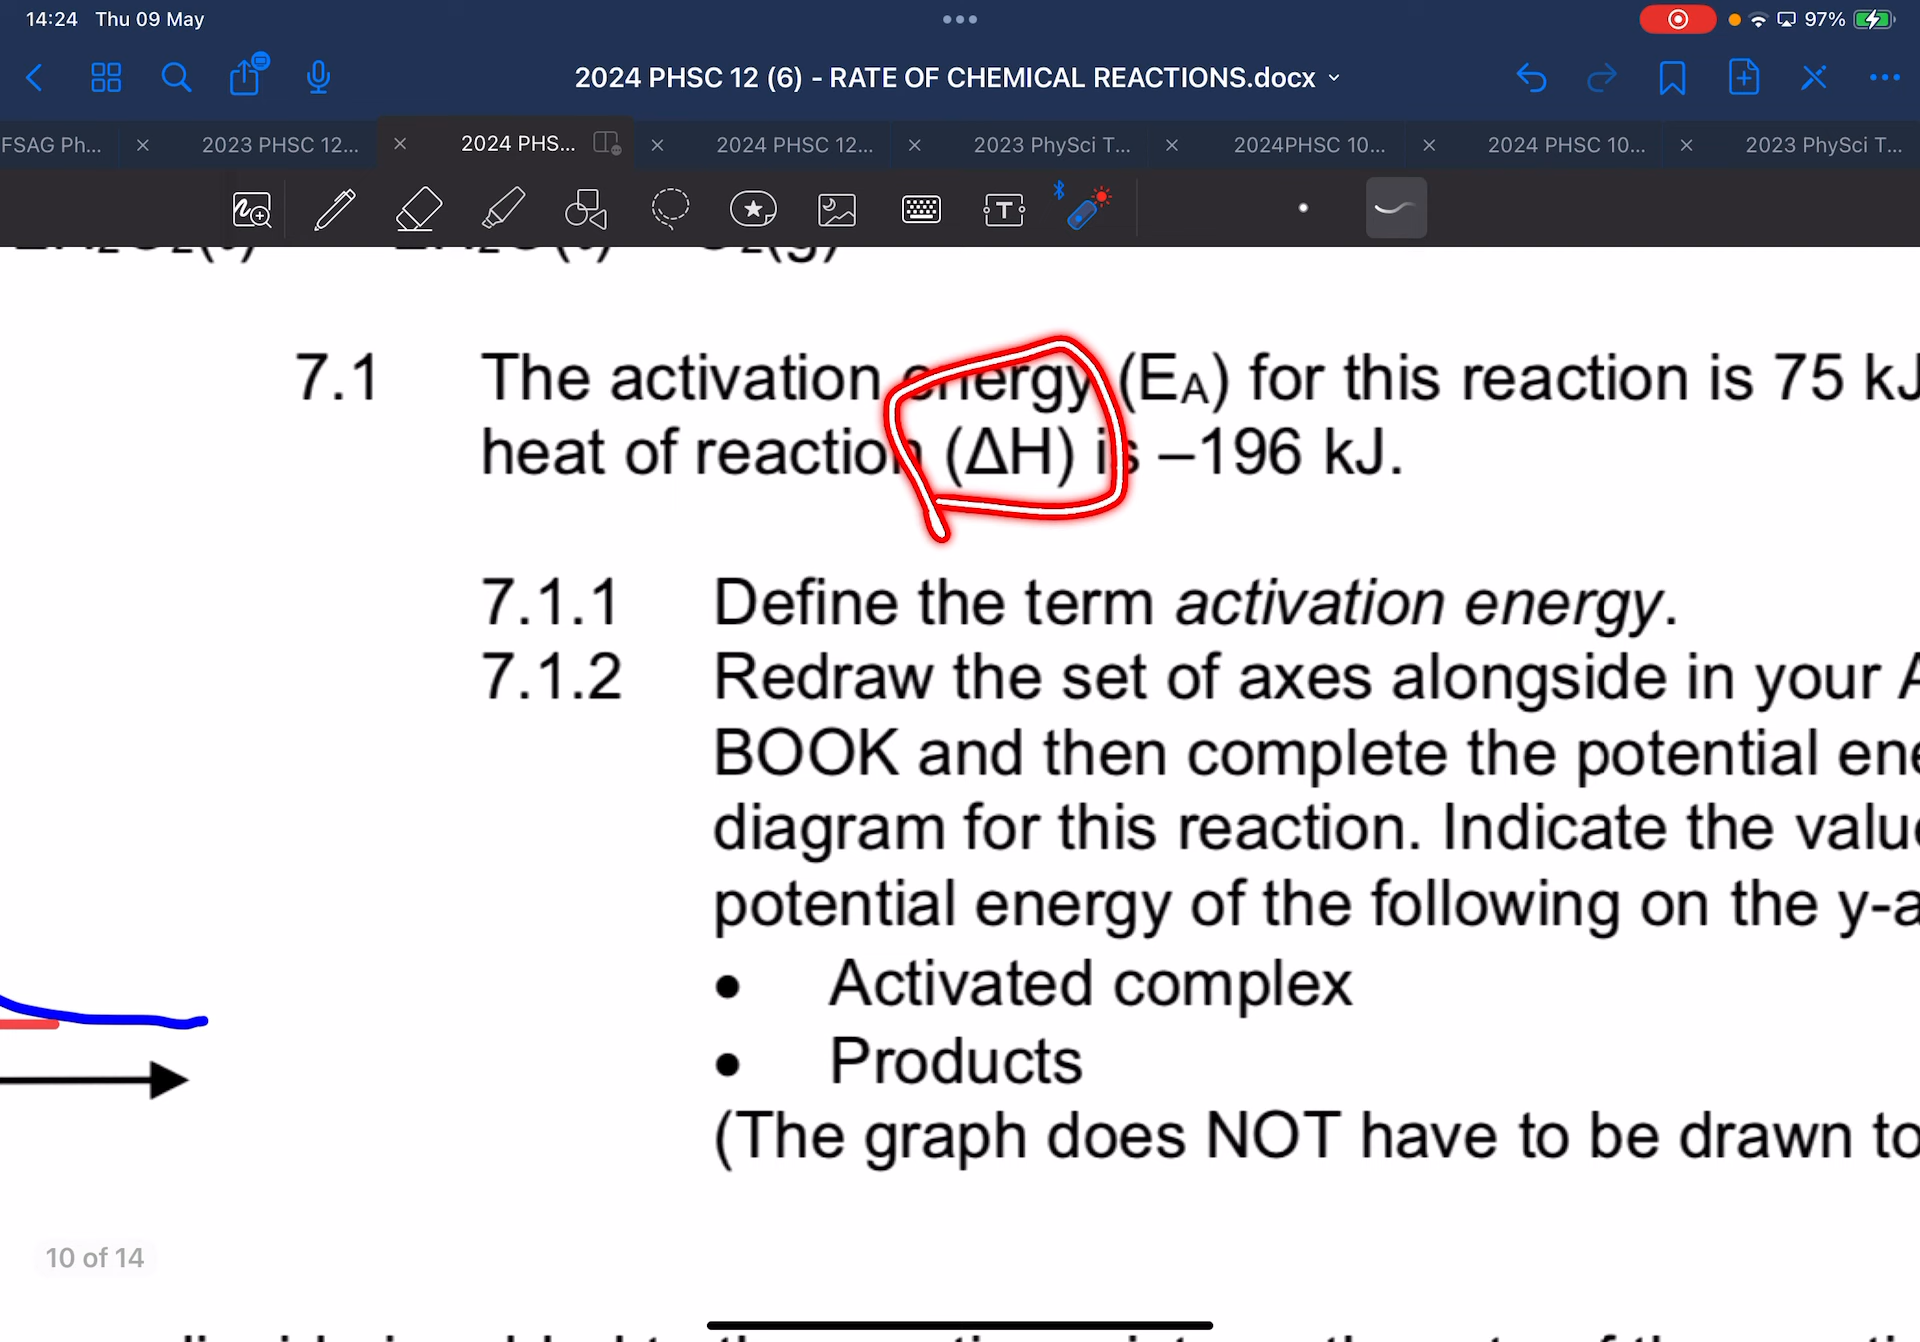 14:24 Thu 09 May 97%
2024 PHSC 12 (6) - RATE OF CHEMICAL REACTIONS.docx
FSAG Ph... 2023 PHSC 12... 2024 PHS... 2024 PHSC 12... 2023 PhySci T... 2024PHSC 10... 2024 PHSC 10... 2023 PhySci T...
7.1 The activation energy (EA) for this reaction is 75 kJ
heat of reaction (ΔH) is –196 kJ.
7.1.1 Define the term activation energy.
7.1.2 Redraw the set of axes alongside in your
BOOK and then complete the potential
diagram for this reaction. Indicate the
potential energy of the following on the
• Activated complex
• Products
(The graph does NOT have to be drawn to
10 of 14